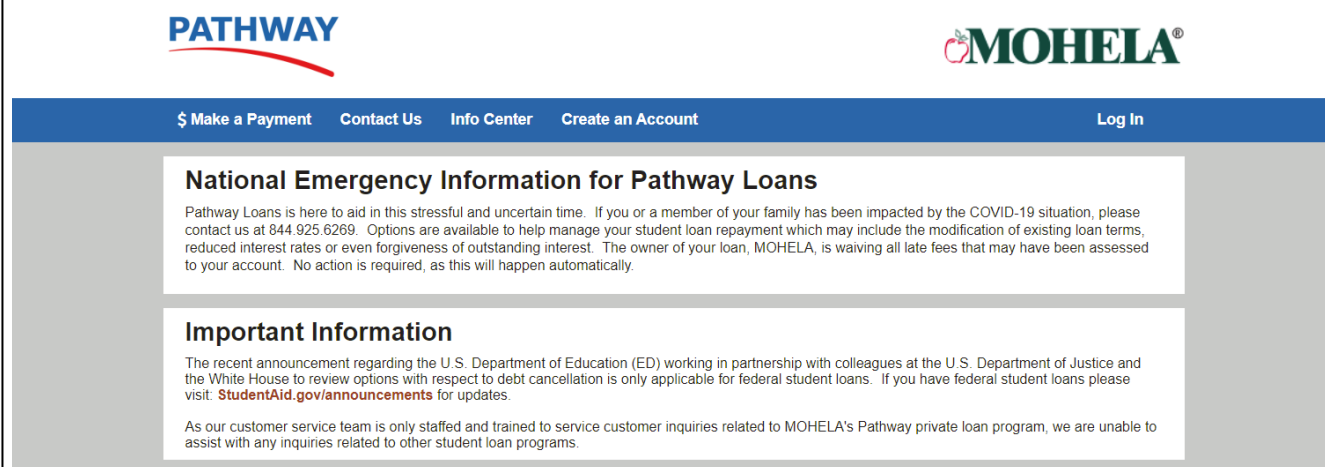 PATHWAY
MOHELA®
$ Make a Payment Contact Us Info Center Create an Account Log In
National Emergency Information for Pathway Loans
Pathway Loans is here to aid in this stressful and uncertain time. If you or a member of your family has been impacted by the COVID-19 situation, please
contact us at 844.925.6269. Options are available to help manage your student loan repayment which may include the modification of existing loan terms,
reduced interest rates or even forgiveness of outstanding interest. The owner of your loan, MOHELA, is waiving all late fees that may have been assessed
to your account. No action is required, as this will happen automatically.
Important Information
The recent announcement regarding the U.S. Department of Education (ED) working in partnership with colleagues at the U.S. Department of Justice and
the White House to review options with respect to debt cancellation is only applicable for federal student loans. If you have federal student loans please
visit: StudentAid.gov/announcements for updates.
As our customer service team is only staffed and trained to service customer inquiries related to MOHELA's Pathway private loan program, we are unable to
assist with any inquiries related to other student loan programs.